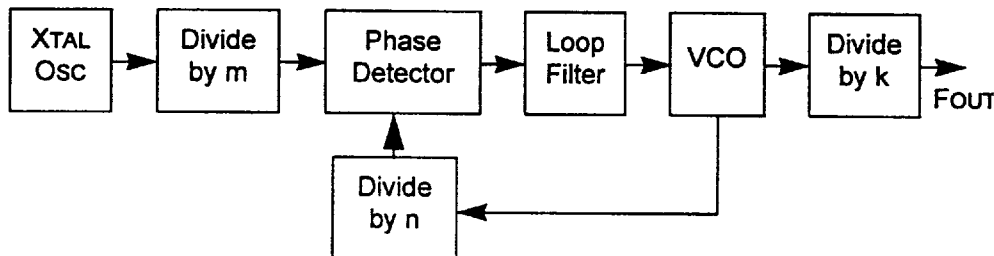 XTAL
OSC
Divide
by m
Phase
Detector
Loop
Filter
VCO
Divide
by k
FOUT
Divide
by n